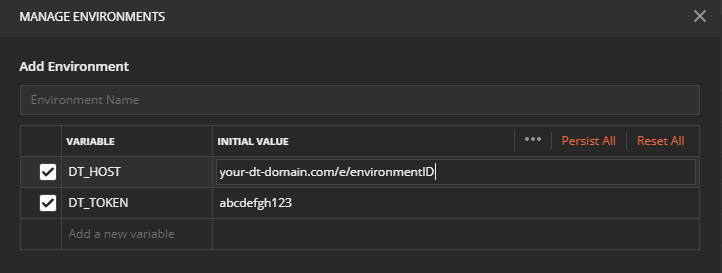 MANAGE ENVIRONMENTS
Add Environment
Environment Name
VARIABLE INITIAL VALUE ••• Persist All Reset All
DT_HOST your-dt-domain.com/e/environmentID
DT_TOKEN abcdefgh123
Add a new variable